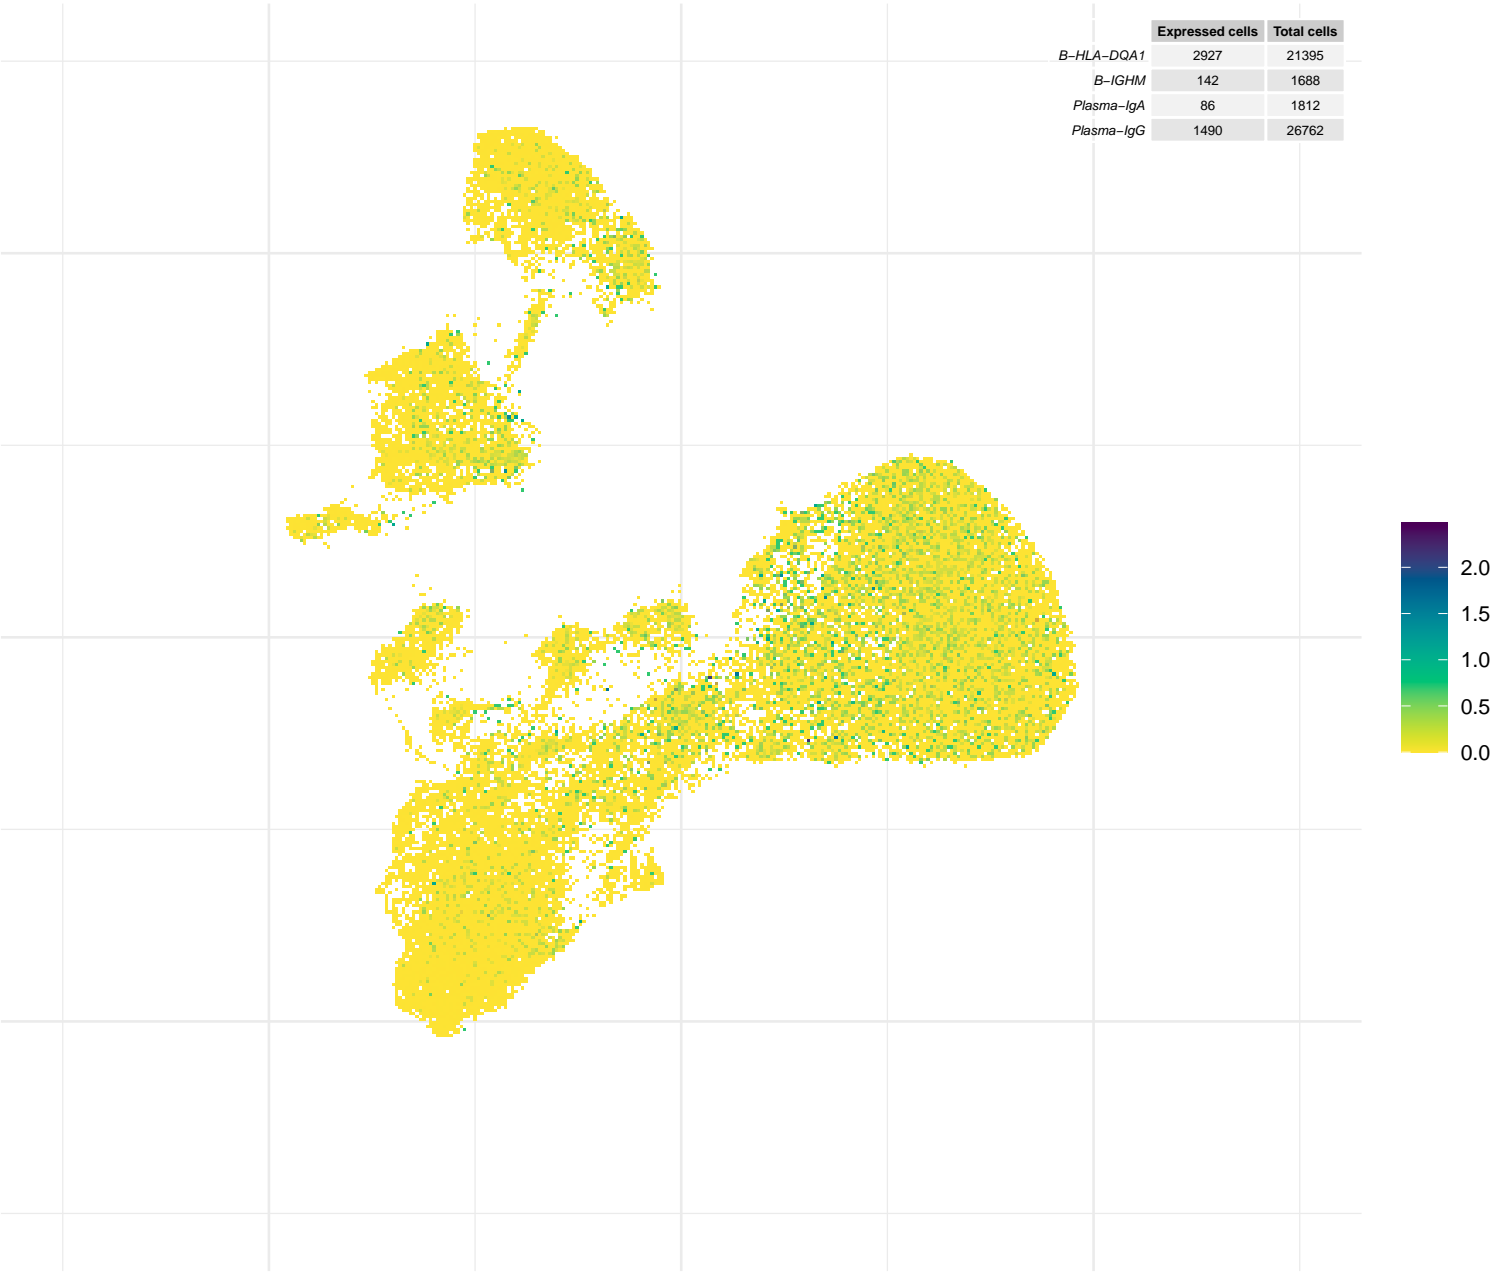 Expressed cells Total cells
B−HLA−DQA1 2927 21395
B−IGHM 142 1688
Plasma−IgA 86 1812
Plasma−IgG 1490 26762
2.0
1.5
1.0
0.5
0.0